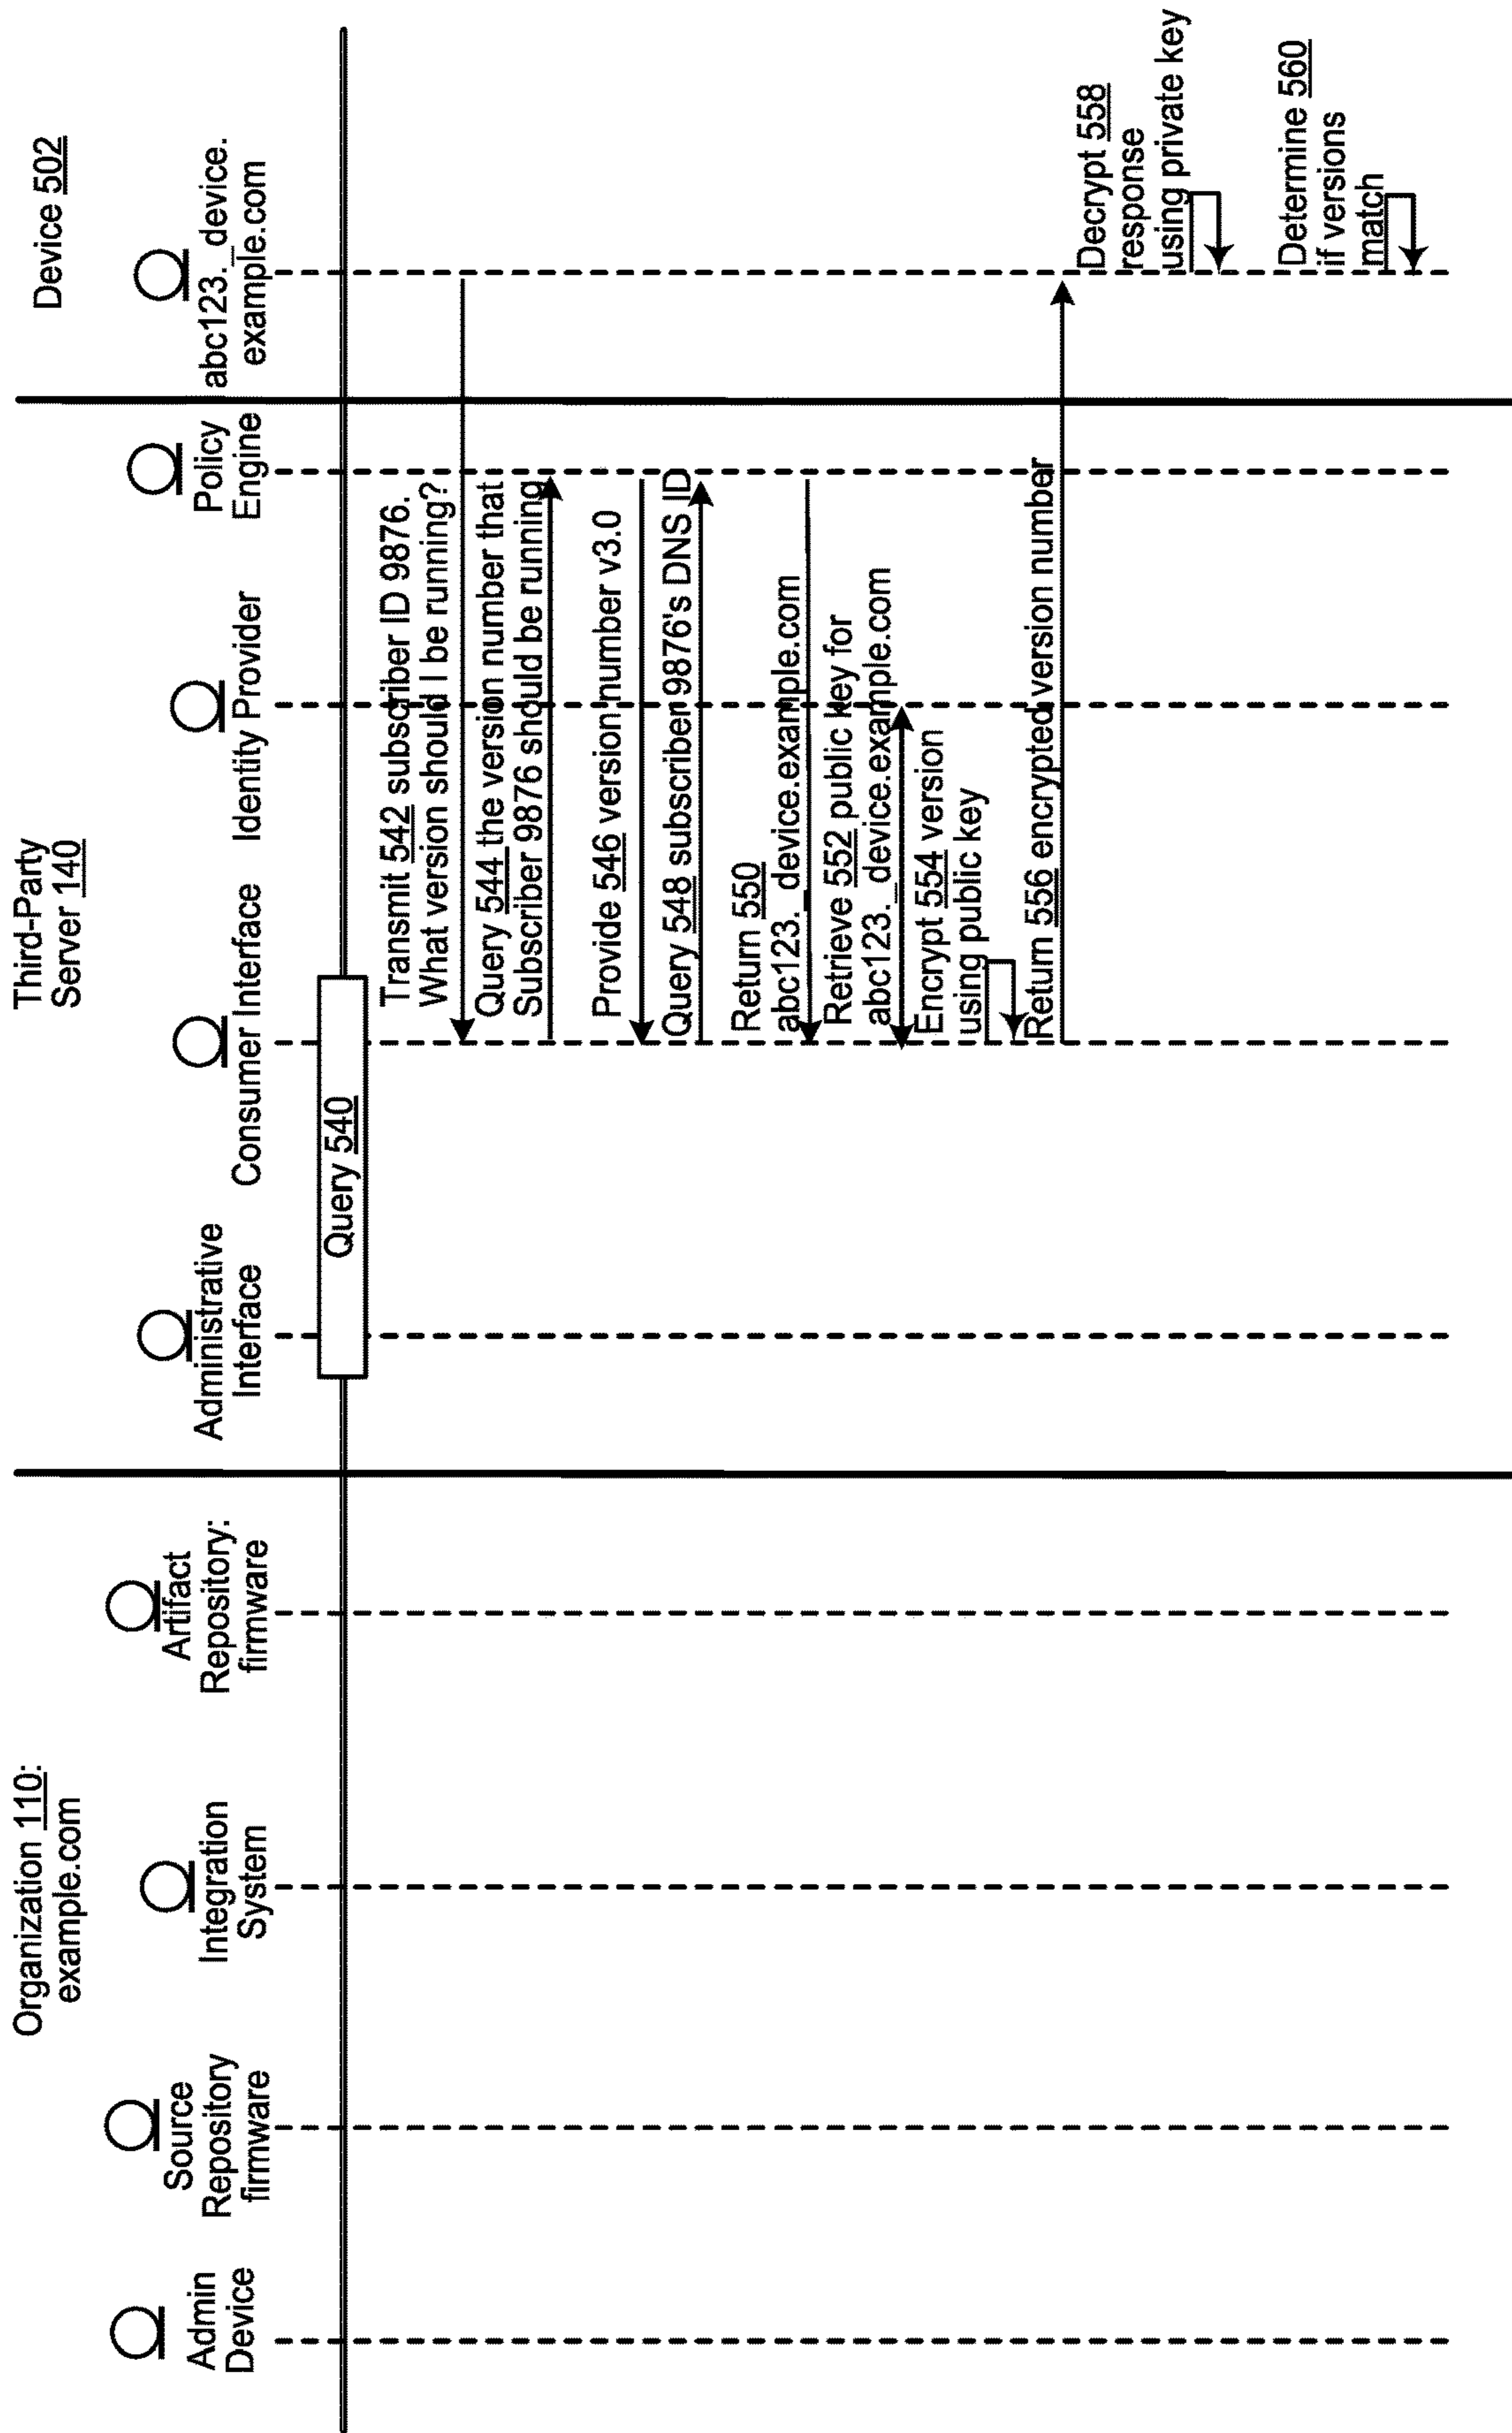 Organization 110:
example.com
Third-Party
Server 140
Device 502
Admin
Device
Source
Repository
firmware
Integration
System
Artifact
Repository:
firmware
Administrative
Interface
Consumer Interface
Identity Provider
Policy
Engine
abc123._device.
example.com
Query 540
Transmit 542 subscriber ID 9876.
What version should I be running?
Query 544 the version number that
Subscriber 9876 should be running
Provide 546 version number v3.0
Query 548 subscriber 9876's DNS ID
Return 550
abc123._device.example.com
Retrieve 552 public key for
abc123._device.example.com
Encrypt 554 version
using public key
Return 556 encrypted version number
Decrypt 558
response
using private key
Determine 560
if versions
match